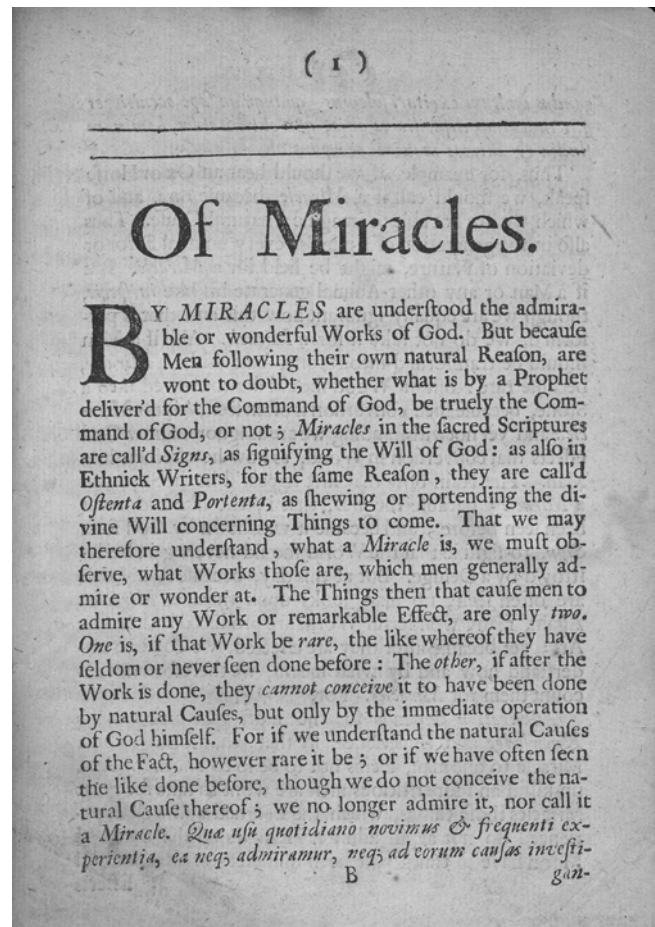 ( 1 )
Of Miracles.
BY MIRACLES are underſtood the admira-
ble or wonderful Works of God. But becauſe
Men following their own natural Reaſon, are
wont to doubt, whether what is by a Prophet
deliver'd for the Command of God, be truely the Com-
mand of God, or not; Miracles in the ſacred Scriptures
are call'd Signs, as ſignifying the Will of God: as alſo in
Ethnick Writers, for the ſame Reaſon, they are call'd
Oſtenta and Portenta, as ſhewing or portending the di-
vine Will concerning Things to come. That we may
therefore underſtand, what a Miracle is, we muſt ob-
ſerve, what Works thoſe are, which men generally ad-
mire or wonder at. The Things then that cauſe men to
admire any Work or remarkable Effect, are only two.
One is, if that Work be rare, the like whereof they have
ſeldom or never ſeen done before: The other, if after the
Work is done, they cannot conceive it to have been done
by natural Cauſes, but only by the immediate operation
of God himſelf. For if we underſtand the natural Cauſes
of the Fact, however rare it be; or if we have often ſeen
the like done before, though we do not conceive the na-
tural Cauſe thereof; we no longer admire it, nor call it
a Miracle. Quæ uſu quotidiano novimus & frequenti ex-
perientia, ea neq; admiramur, neq; ad eorum cauſas inveſti-
B gan-